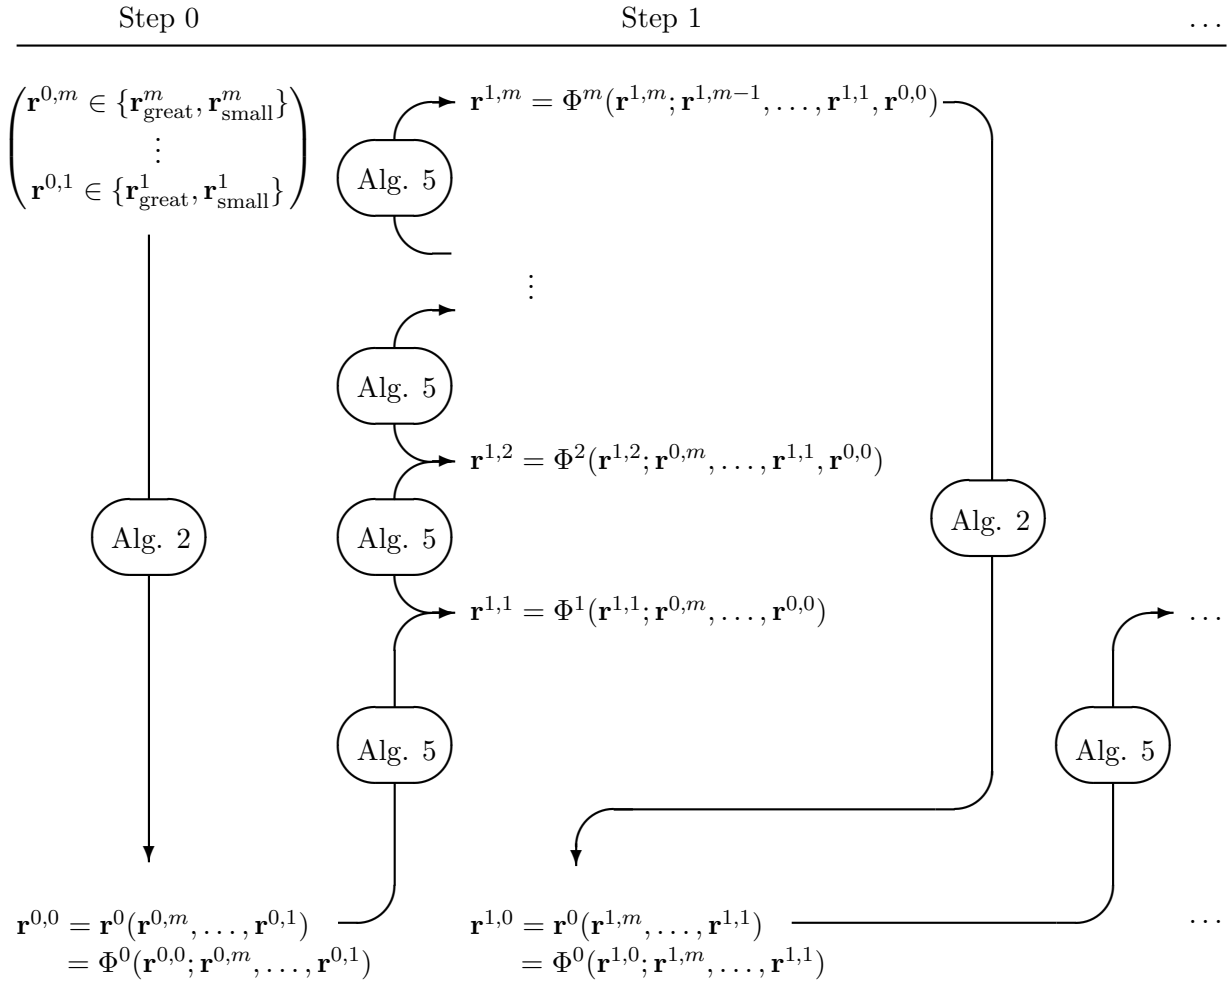 Step 0 Step 1 ...
r^{0,m} ∈ {r^m_great, r^m_small}
⋮
r^{0,1} ∈ {r^1_great, r^1_small}
r^{1,m} = Φ^m(r^{1,m}; r^{1,m−1}, ..., r^{1,1}, r^{0,0})
Alg. 5
⋮
Alg. 5
r^{1,2} = Φ^2(r^{1,2}; r^{0,m}, ..., r^{1,1}, r^{0,0})
Alg. 2
Alg. 5
Alg. 2
r^{1,1} = Φ^1(r^{1,1}; r^{0,m}, ..., r^{0,0})
...
Alg. 5
Alg. 5
r^{0,0} = r^0(r^{0,m}, ..., r^{0,1})
= Φ^0(r^{0,0}; r^{0,m}, ..., r^{0,1})
r^{1,0} = r^0(r^{1,m}, ..., r^{1,1})
= Φ^0(r^{1,0}; r^{1,m}, ..., r^{1,1})
...